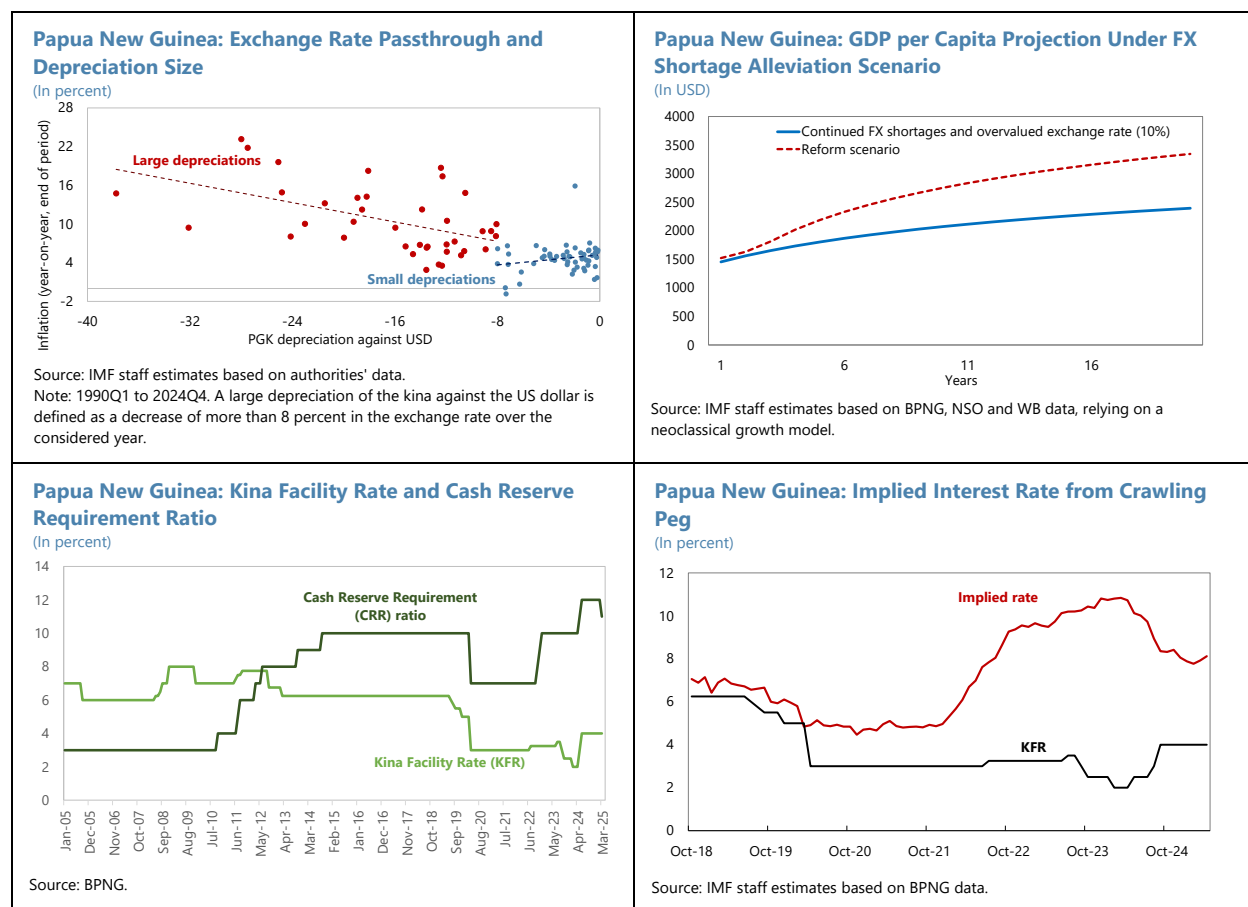 Papua New Guinea: Exchange Rate Passthrough and
Depreciation Size
(In percent)
Inflation (year-on-year, end of period)
28
22
16
10
4
-2
Large depreciations
Small depreciations
-40
-32
-24
-16
-8
0
PGK depreciation against USD
Source: IMF staff estimates based on authorities' data.
Note: 1990Q1 to 2024Q4. A large depreciation of the kina against the US dollar is
defined as a decrease of more than 8 percent in the exchange rate over the
considered year.
Papua New Guinea: GDP per Capita Projection Under FX
Shortage Alleviation Scenario
(In USD)
4000
3500
3000
2500
2000
1500
1000
500
0
Continued FX shortages and overvalued exchange rate (10%)
Reform scenario
1
6
11
16
Years
Source: IMF staff estimates based on BPNG, NSO and WB data, relying on a
neoclassical growth model.
Papua New Guinea: Kina Facility Rate and Cash Reserve
Requirement Ratio
(In percent)
14
12
10
8
6
4
2
0
Cash Reserve Requirement
(CRR) ratio
Kina Facility Rate (KFR)
Jan-05
Dec-05
Nov-06
Oct-07
Sep-08
Aug-09
Jul-10
Jun-11
May-12
Apr-13
Mar-14
Feb-15
Jan-16
Dec-16
Nov-17
Oct-18
Sep-19
Aug-20
Jul-21
Jun-22
May-23
Apr-24
Mar-25
Source: BPNG.
Papua New Guinea: Implied Interest Rate from Crawling
Peg
(In percent)
12
10
8
6
4
2
0
Implied rate
KFR
Oct-18
Oct-19
Oct-20
Oct-21
Oct-22
Oct-23
Oct-24
Source: IMF staff estimates based on BPNG data.